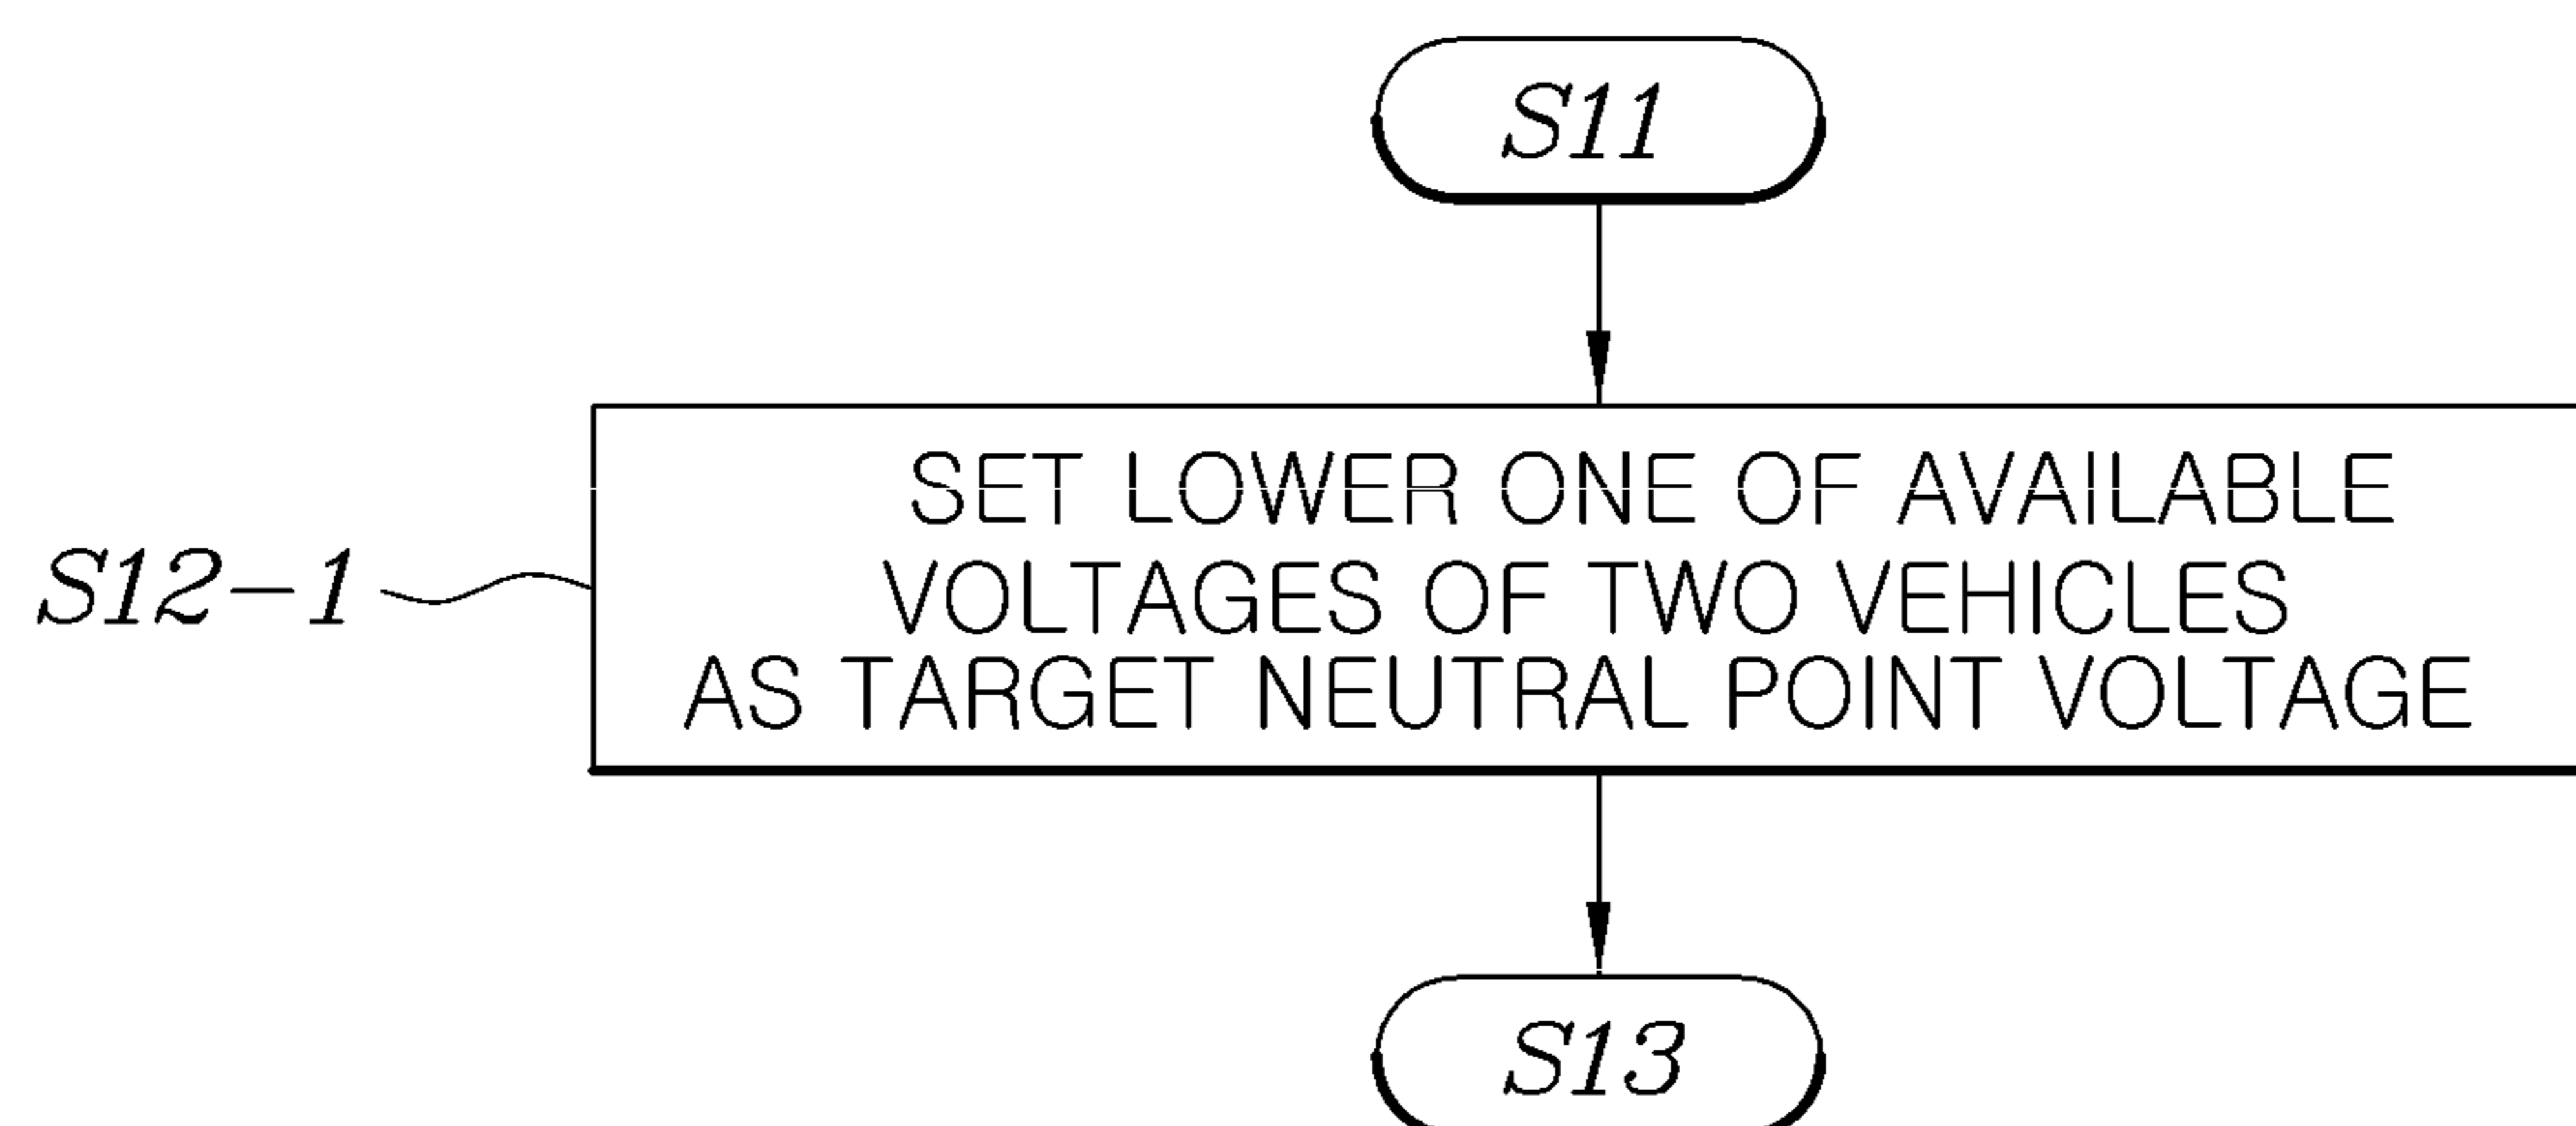 S11
SET LOWER ONE OF AVAILABLE
VOLTAGES OF TWO VEHICLES
AS TARGET NEUTRAL POINT VOLTAGE
S12-1
S13